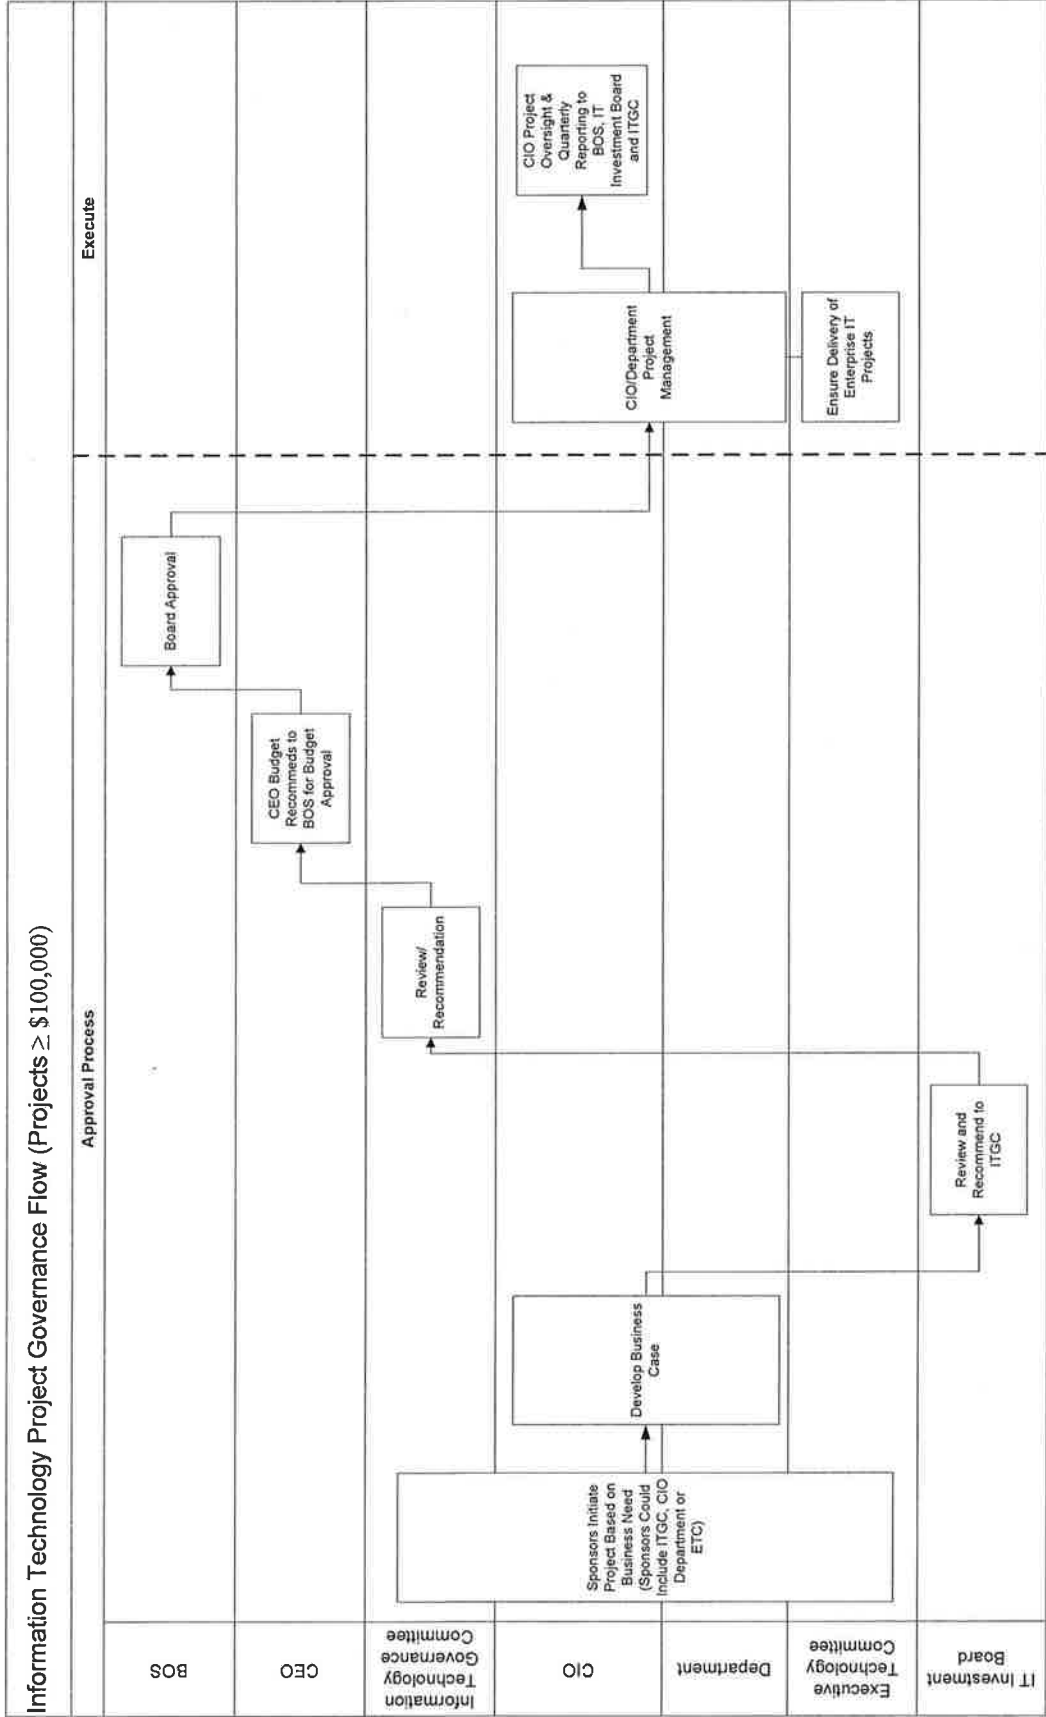 Information Technology Project Governance Flow (Projects ≥ $100,000)
Approval Process
Execute
BOS
CEO
Information
Technology
Governance
Committee
CIO
Department
Executive
Technology
Committee
IT Investment
Board
Sponsors Initiate
Project Based on
Business Need
(Sponsors Could
Include ITGC, CIO
Department or
ETC)
Develop Business
Case
Review and
Recommend to
ITGC
Review/
Recommendation
CEO Budget
Recommeds to
BOS for Budget
Approval
Board Approval
CIO/Department
Project
Management
Ensure Delivery of
Enterprise IT
Projects
CIO Project
Oversight &
Quarterly
Reporting to
BOS, IT
Investment Board
and ITGC